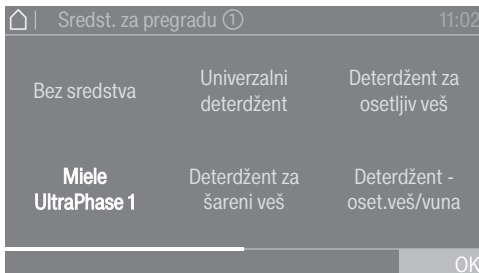 Sredst. za pregradu ① 11:02
Bez sredstva
Univerzalni
deterdžent
Deterdžent za
osetljiv veš
Miele
UltraPhase 1
Deterdžent za
šareni veš
Deterdžent -
oset.veš/vuna
OK